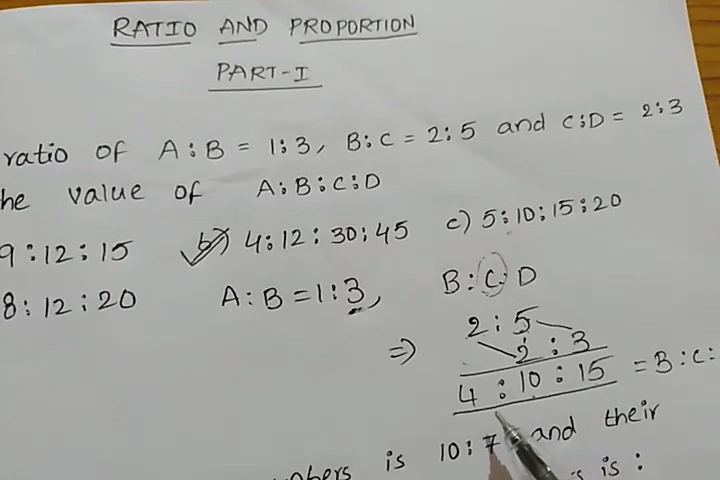 RATIO AND PROPORTION
PART-I
ratio of A:B = 1:3, B:C = 2:5 and C:D = 2:3
he value of A:B:C:D
9:12:15 b) 4:12:30:45 c) 5:10:15:20
8:12:20 A:B=1:3, B:C:D
2:5
=> 2:3
4:10:15 = B:C:
mbers is 10:7 and their
is :